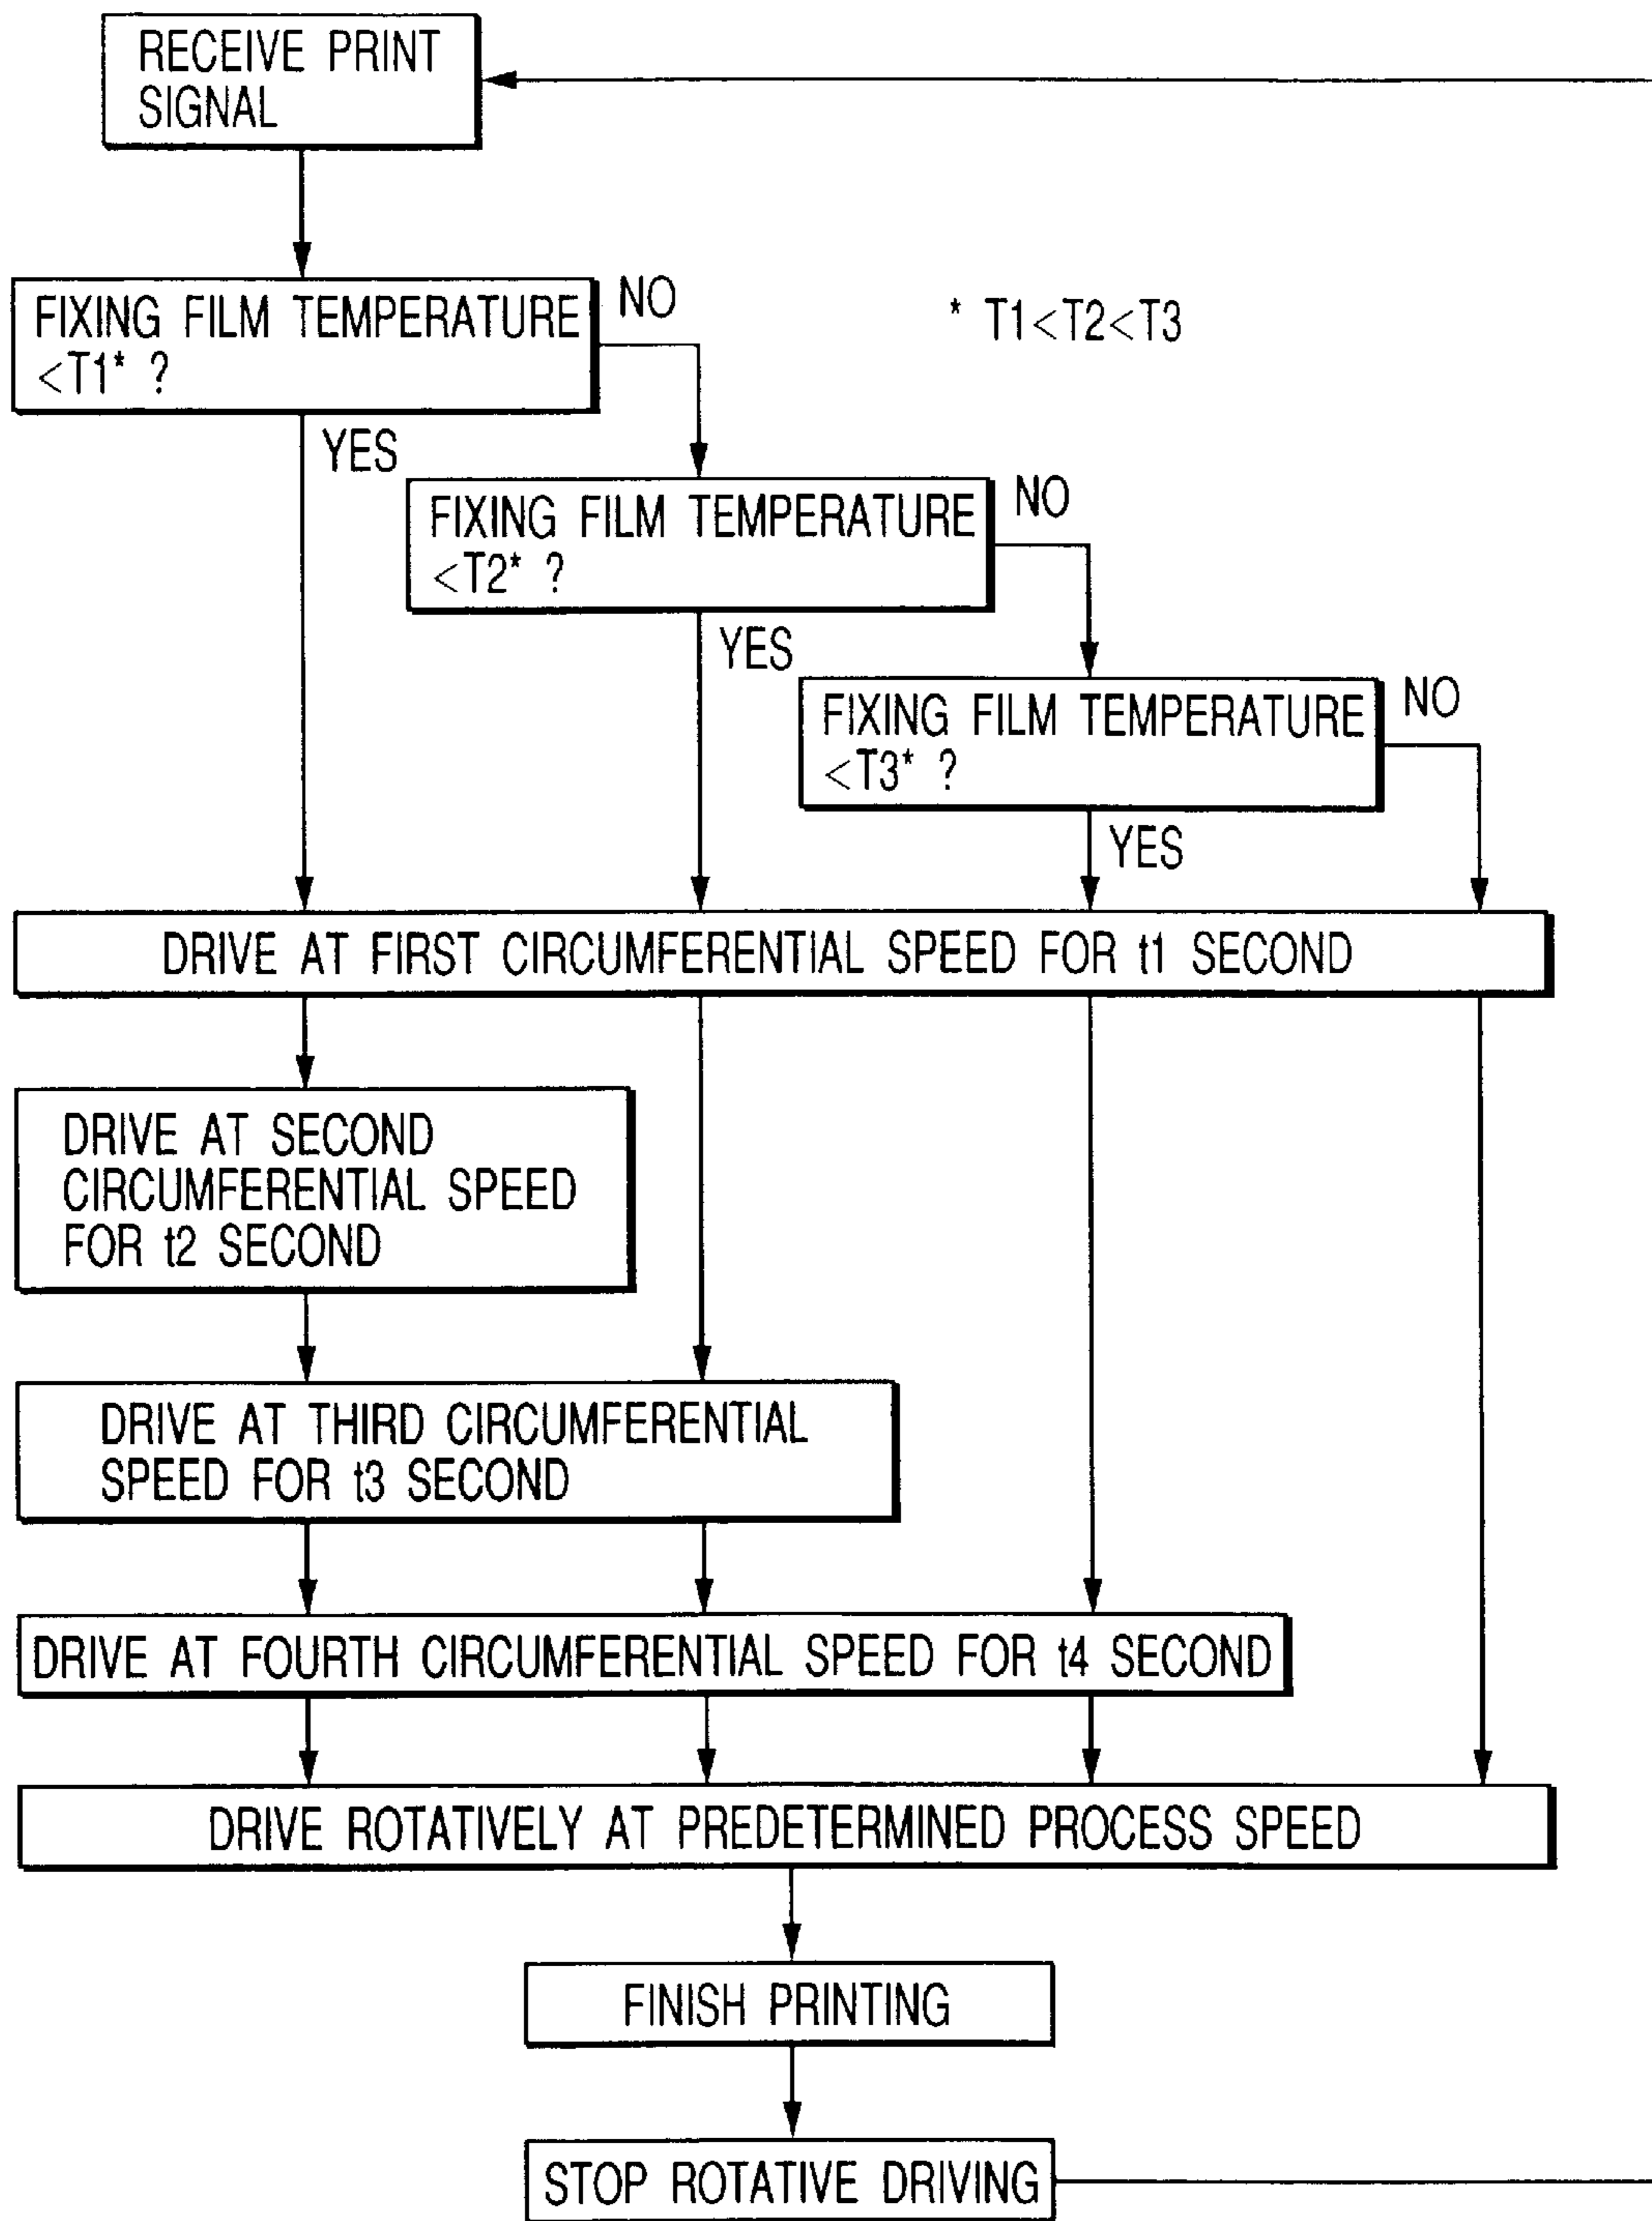 RECEIVE PRINT
SIGNAL
FIXING FILM TEMPERATURE
<T1* ?
NO
* T1<T2<T3
YES
FIXING FILM TEMPERATURE
<T2* ?
NO
YES
FIXING FILM TEMPERATURE
<T3* ?
NO
YES
DRIVE AT FIRST CIRCUMFERENTIAL SPEED FOR t1 SECOND
DRIVE AT SECOND
CIRCUMFERENTIAL SPEED
FOR t2 SECOND
DRIVE AT THIRD CIRCUMFERENTIAL
SPEED FOR t3 SECOND
DRIVE AT FOURTH CIRCUMFERENTIAL SPEED FOR t4 SECOND
DRIVE ROTATIVELY AT PREDETERMINED PROCESS SPEED
FINISH PRINTING
STOP ROTATIVE DRIVING